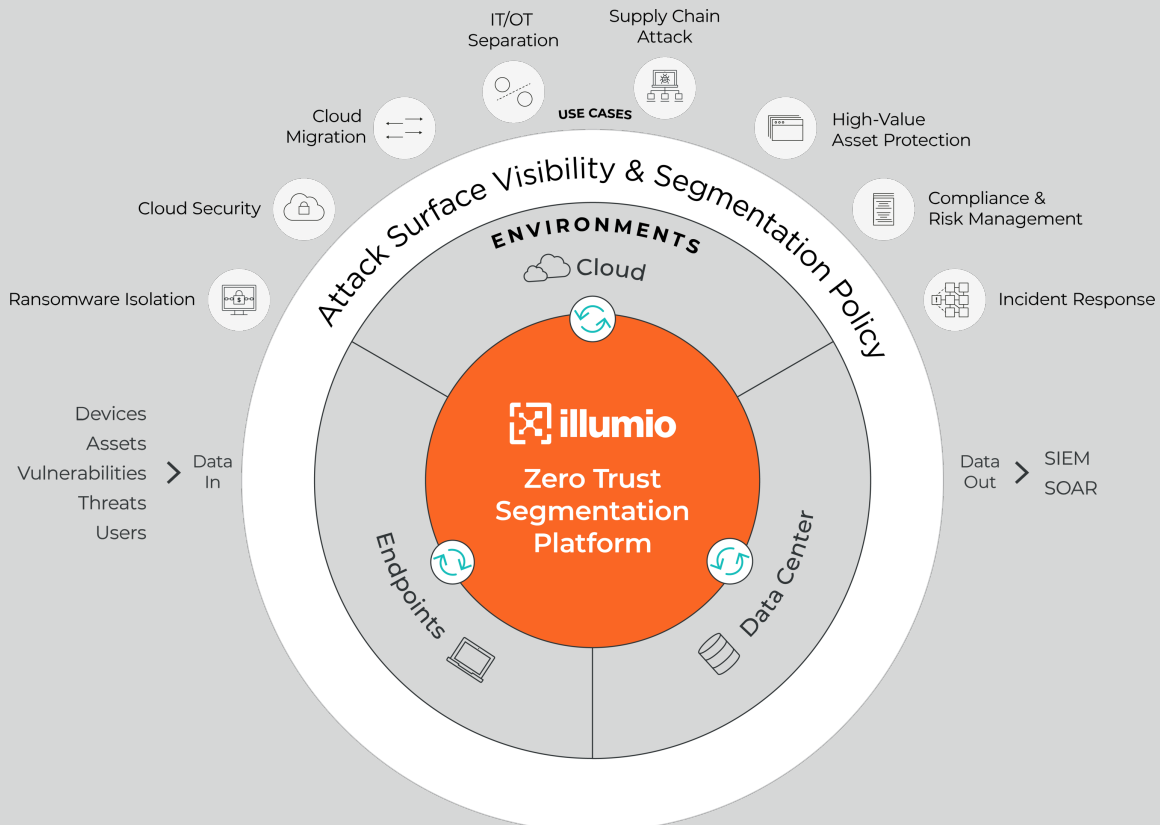 IT/OT
Separation
Supply Chain
Attack
Cloud
Migration
USE CASES
High-Value
Asset Protection
Cloud Security
Compliance &
Risk Management
Ransomware Isolation
Incident Response
Attack Surface Visibility & Segmentation Policy
ENVIRONMENTS
Cloud
illumio
Zero Trust
Segmentation
Platform
Endpoints
Data Center
Devices
Assets
Vulnerabilities
Threats
Users
Data
In
Data
Out
SIEM
SOAR